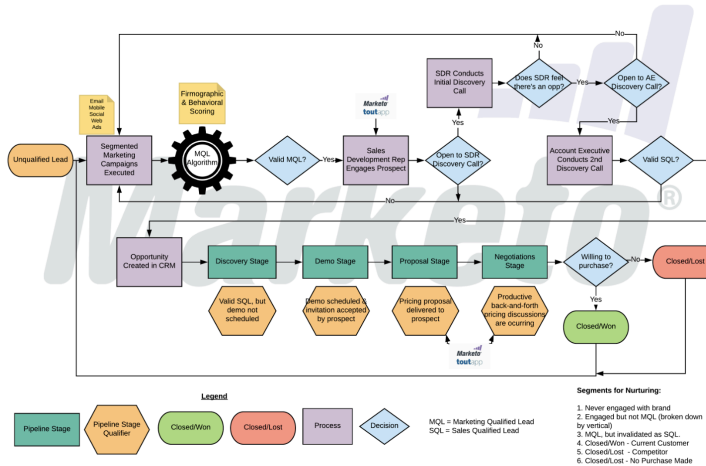 No
No
SDR Conducts
Initial Discovery
Call
Does SDR feel
there's an opp?
Yes
Open to AE
Discovery Call?
Email
Mobile
Social
Web
Ads
Firmographic
& Behavioral
Scoring
Marketo
toutapp
Yes
Yes
Unqualified Lead
Segmented
Marketing
Campaigns
Executed
MQL
Algorithm
Valid MQL?
Yes
Sales
Development Rep
Engages Prospect
Open to SDR
Discovery Call?
Account Executive
Conducts 2nd
Discovery Call
Valid SQL?
No
Marketo®
Yes
Opportunity
Created in CRM
Discovery Stage
Demo Stage
Proposal Stage
Negotiations
Stage
Willing to
purchase?
No
Closed/Lost
Valid SQL, but
demo not
scheduled
Demo scheduled &
invitation accepted
by prospect
Pricing proposal
delivered to
prospect
Productive
back-and-forth
pricing discussions
are ocurring
Yes
Closed/Won
Marketo
toutapp
Legend
Pipeline Stage
Pipeline Stage
Qualifier
Closed/Won
Closed/Lost
Process
Decision
MQL = Marketing Qualified Lead
SQL = Sales Qualified Lead
Segments for Nurturing:
1. Never engaged with brand
2. Engaged but not MQL (broken down
by vertical)
3. MQL, but invalidated as SQL.
4. Closed/Won - Current Customer
5. Closed/Lost - Competitor
6. Closed/Lost - No Purchase Made